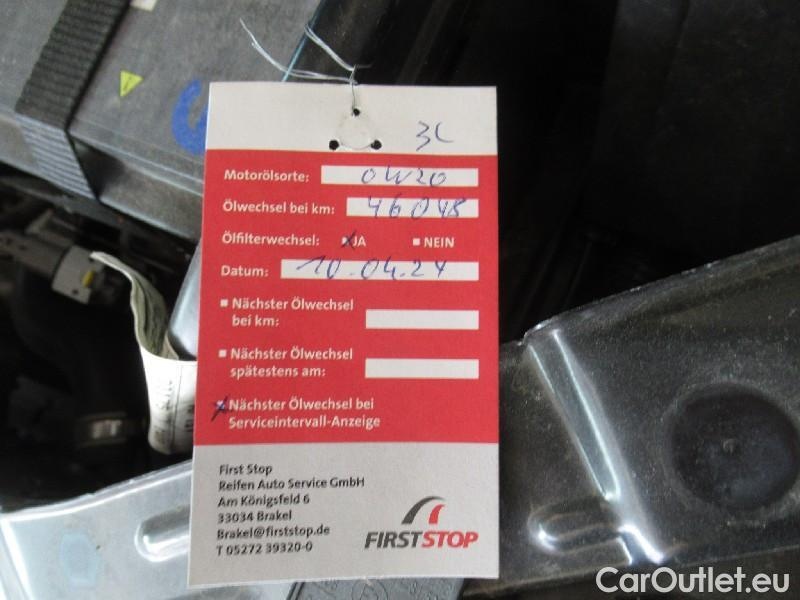 3L
Motorölsorte: 0W20
Ölwechsel bei km: 46048
Ölfilterwechsel: JA NEIN
Datum: 10.04.24
Nächster Ölwechsel
bei km:
Nächster Ölwechsel
spätestens am:
Nächster Ölwechsel bei
Serviceintervall-Anzeige
First Stop
Reifen Auto Service GmbH
Am Königsfeld 6
33034 Brakel
Brakel@firststop.de
T 05272 39320-0
FIRSTSTOP
CarOutlet.eu